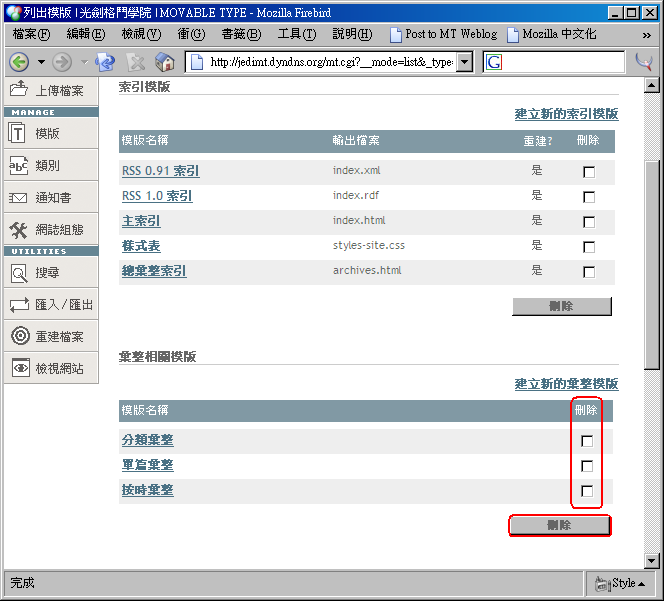 列出模版 | 光劍格鬥學院 | MOVABLE TYPE - Mozilla Firebird
檔案(F) 編輯(E) 檢視(V) 衝(G) 書籤(B) 工具(T) 說明(H) Post to MT Weblog Mozilla 中文化 »
http://jedimt.dyndns.org/mt.cgi?__mode=list&_type= G
上傳檔案
MANAGE
模版
類別
通知書
網誌組態
UTILITIES
搜尋
匯入/匯出
重建檔案
檢視網站
索引模版
建立新的索引模版
模版名稱 輸出檔案 重建? 刪除
RSS 0.91 索引 index.xml 是
RSS 1.0 索引 index.rdf 是
主索引 index.html 是
樣式表 styles-site.css 是
總彙整索引 archives.html 是
刪除
彙整相關模版
建立新的彙整模版
模版名稱 刪除
分類彙整
單篇彙整
按時彙整
刪除
完成 Style